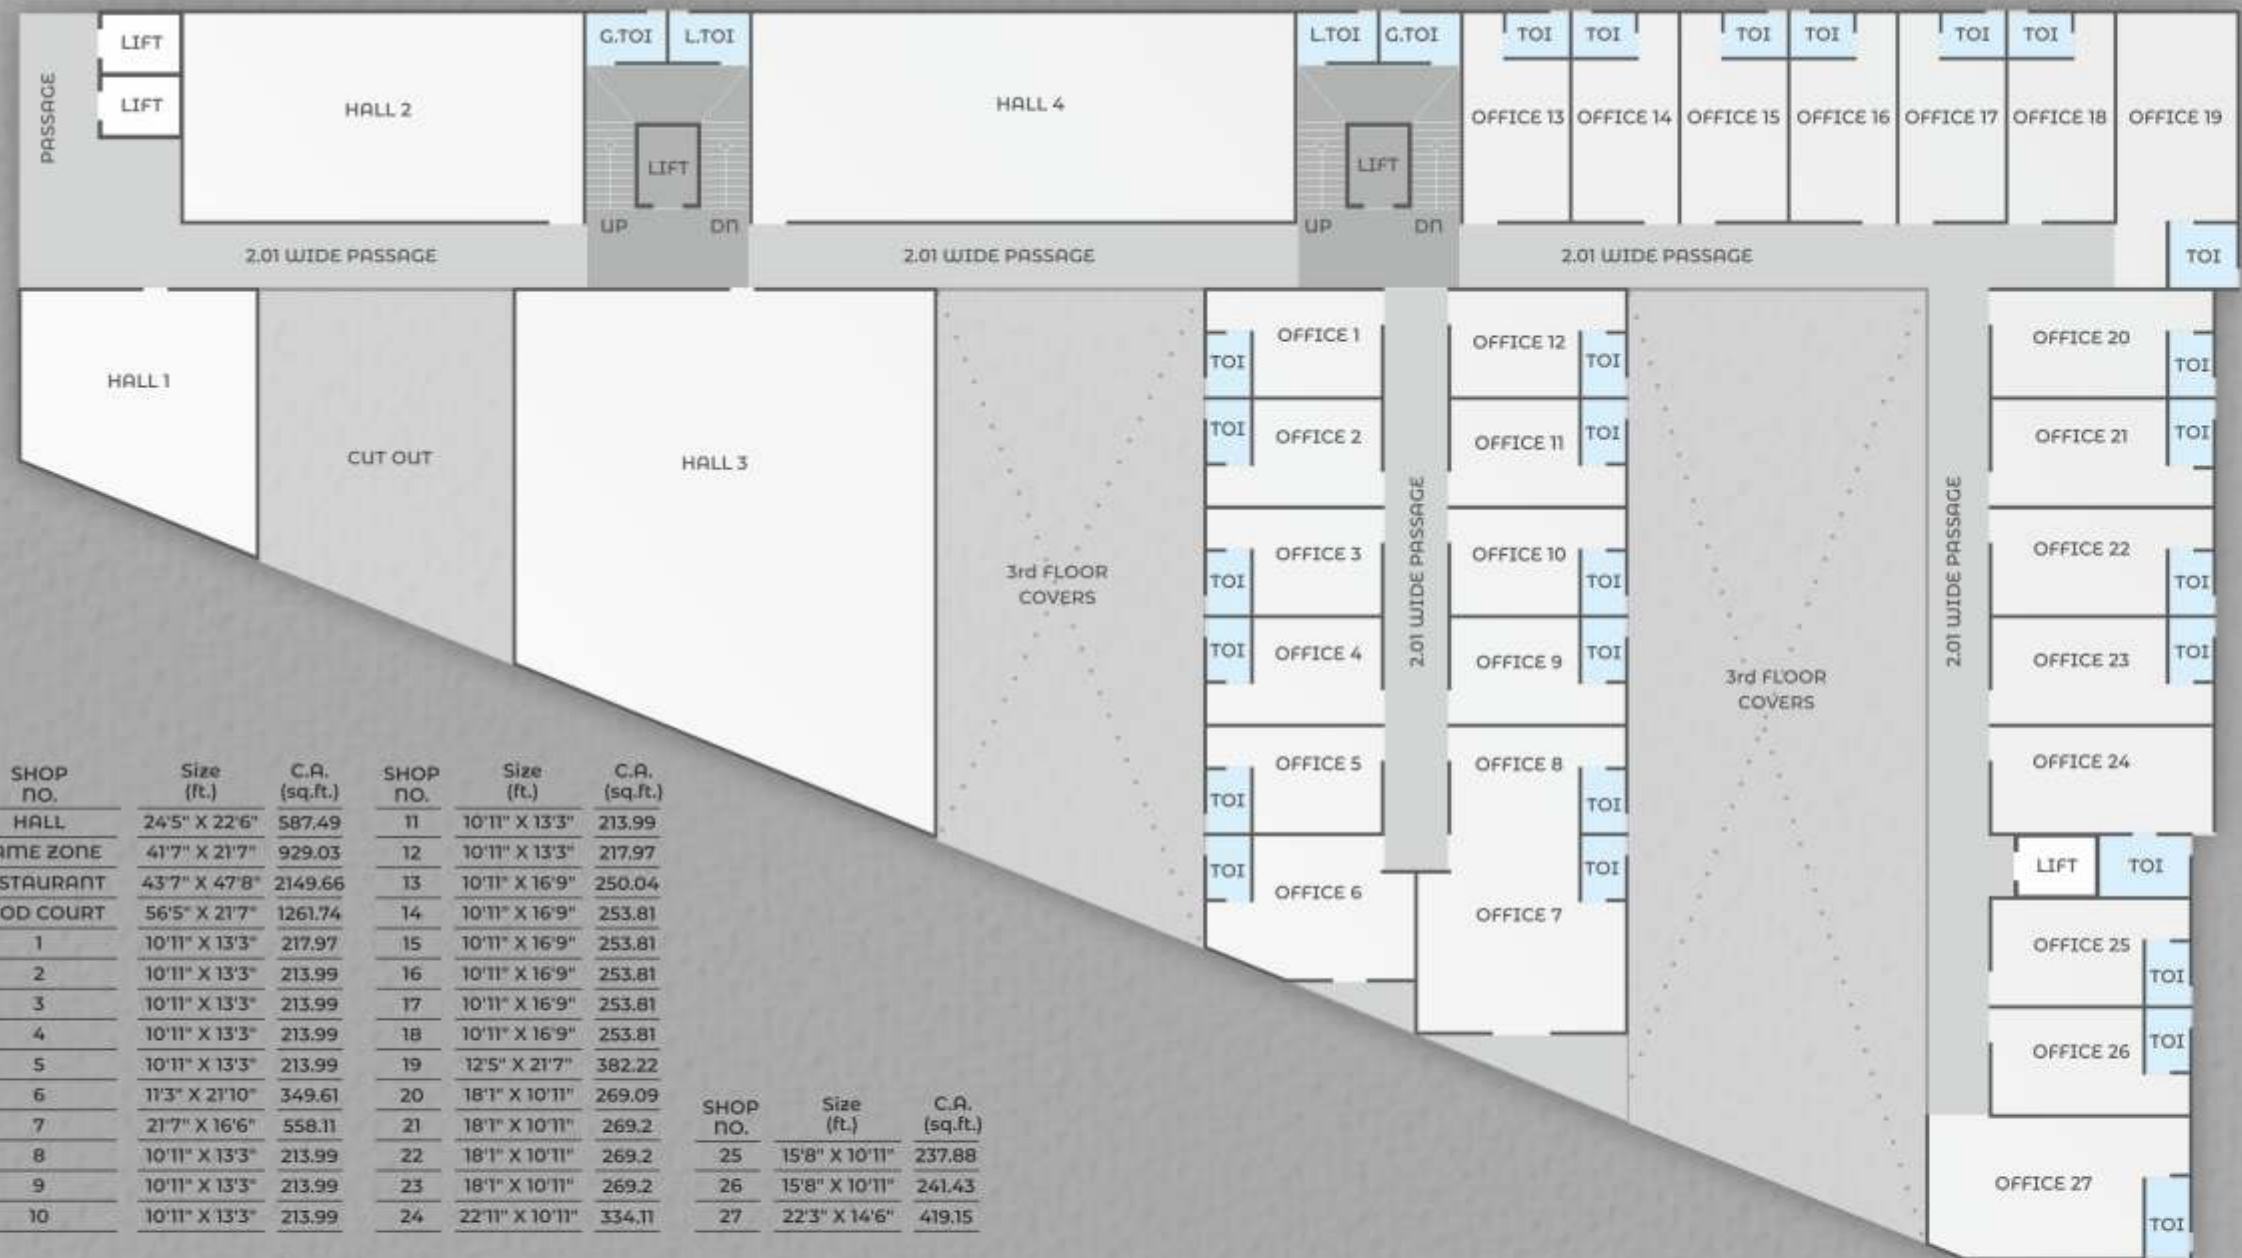 LIFT
LIFT
PASSAGE
HALL 2
G.TOI
L.TOI
LIFT
UP
DN
HALL 4
L.TOI
G.TOI
LIFT
UP
DN
TOI
TOI
TOI
TOI
TOI
TOI
OFFICE 13
OFFICE 14
OFFICE 15
OFFICE 16
OFFICE 17
OFFICE 18
OFFICE 19
TOI
2.01 WIDE PASSAGE
2.01 WIDE PASSAGE
2.01 WIDE PASSAGE
HALL 1
CUT OUT
HALL 3
3rd FLOOR
COVERS
OFFICE 1
TOI
TOI
OFFICE 2
OFFICE 3
TOI
TOI
OFFICE 4
OFFICE 5
TOI
TOI
OFFICE 6
2.01 WIDE PASSAGE
OFFICE 12
TOI
OFFICE 11
TOI
OFFICE 10
TOI
OFFICE 9
TOI
OFFICE 8
TOI
TOI
OFFICE 7
3rd FLOOR
COVERS
2.01 WIDE PASSAGE
OFFICE 20
TOI
OFFICE 21
TOI
OFFICE 22
TOI
OFFICE 23
TOI
OFFICE 24
LIFT
TOI
OFFICE 25
TOI
OFFICE 26
TOI
OFFICE 27
TOI
SHOP NO. Size (ft.) C.A. (sq.ft.)
HALL 24'5" X 22'6" 587.49
AME ZONE 41'7" X 21'7" 929.03
STAURANT 43'7" X 47'8" 2149.66
OD COURT 56'5" X 21'7" 1261.74
1 10'11" X 13'3" 217.97
2 10'11" X 13'3" 213.99
3 10'11" X 13'3" 213.99
4 10'11" X 13'3" 213.99
5 10'11" X 13'3" 213.99
6 11'3" X 21'10" 349.61
7 21'7" X 16'6" 558.11
8 10'11" X 13'3" 213.99
9 10'11" X 13'3" 213.99
10 10'11" X 13'3" 213.99
SHOP NO. Size (ft.) C.A. (sq.ft.)
11 10'11" X 13'3" 213.99
12 10'11" X 13'3" 217.97
13 10'11" X 16'9" 250.04
14 10'11" X 16'9" 253.81
15 10'11" X 16'9" 253.81
16 10'11" X 16'9" 253.81
17 10'11" X 16'9" 253.81
18 10'11" X 16'9" 253.81
19 12'5" X 21'7" 382.22
20 18'1" X 10'11" 269.09
21 18'1" X 10'11" 269.2
22 18'1" X 10'11" 269.2
23 18'1" X 10'11" 269.2
24 22'11" X 10'11" 334.11
SHOP NO. Size (ft.) C.A. (sq.ft.)
25 15'8" X 10'11" 237.88
26 15'8" X 10'11" 241.43
27 22'3" X 14'6" 419.15